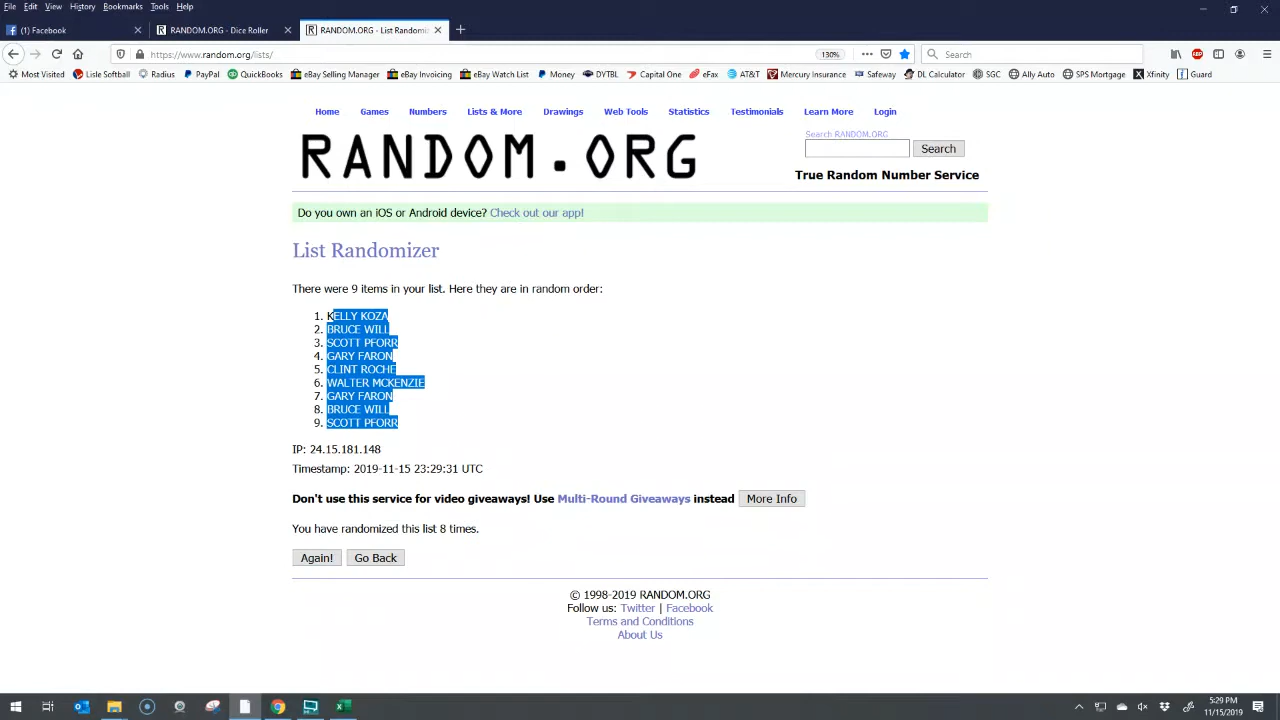 File Edit View History Bookmarks Tools Help
(1) Facebook
RANDOM.ORG - Dice Roller
RANDOM.ORG - List Randomiz
https://www.random.org/lists/
130%
Search
Most Visited Lisle Softball Radius PayPal QuickBooks eBay Selling Manager eBay Invoicing eBay Watch List Money DYTBL Capital One eFax AT&T Mercury Insurance Safeway DL Calculator SGC Ally Auto SPS Mortgage Xfinity Guard
Home Games Numbers Lists & More Drawings Web Tools Statistics Testimonials Learn More Login
RANDOM.ORG
Search RANDOM.ORG
Search
True Random Number Service
Do you own an iOS or Android device? Check out our app!
List Randomizer
There were 9 items in your list. Here they are in random order:
1. KELLY KOZA
2. BRUCE WILL
3. SCOTT PFORR
4. GARY FARON
5. CLINT ROCHE
6. WALTER MCKENZIE
7. GARY FARON
8. BRUCE WILL
9. SCOTT PFORR
IP: 24.15.181.148
Timestamp: 2019-11-15 23:29:31 UTC
Don't use this service for video giveaways! Use Multi-Round Giveaways instead More Info
You have randomized this list 8 times.
Again! Go Back
© 1998-2019 RANDOM.ORG
Follow us: Twitter | Facebook
Terms and Conditions
About Us
5:29 PM
11/15/2019